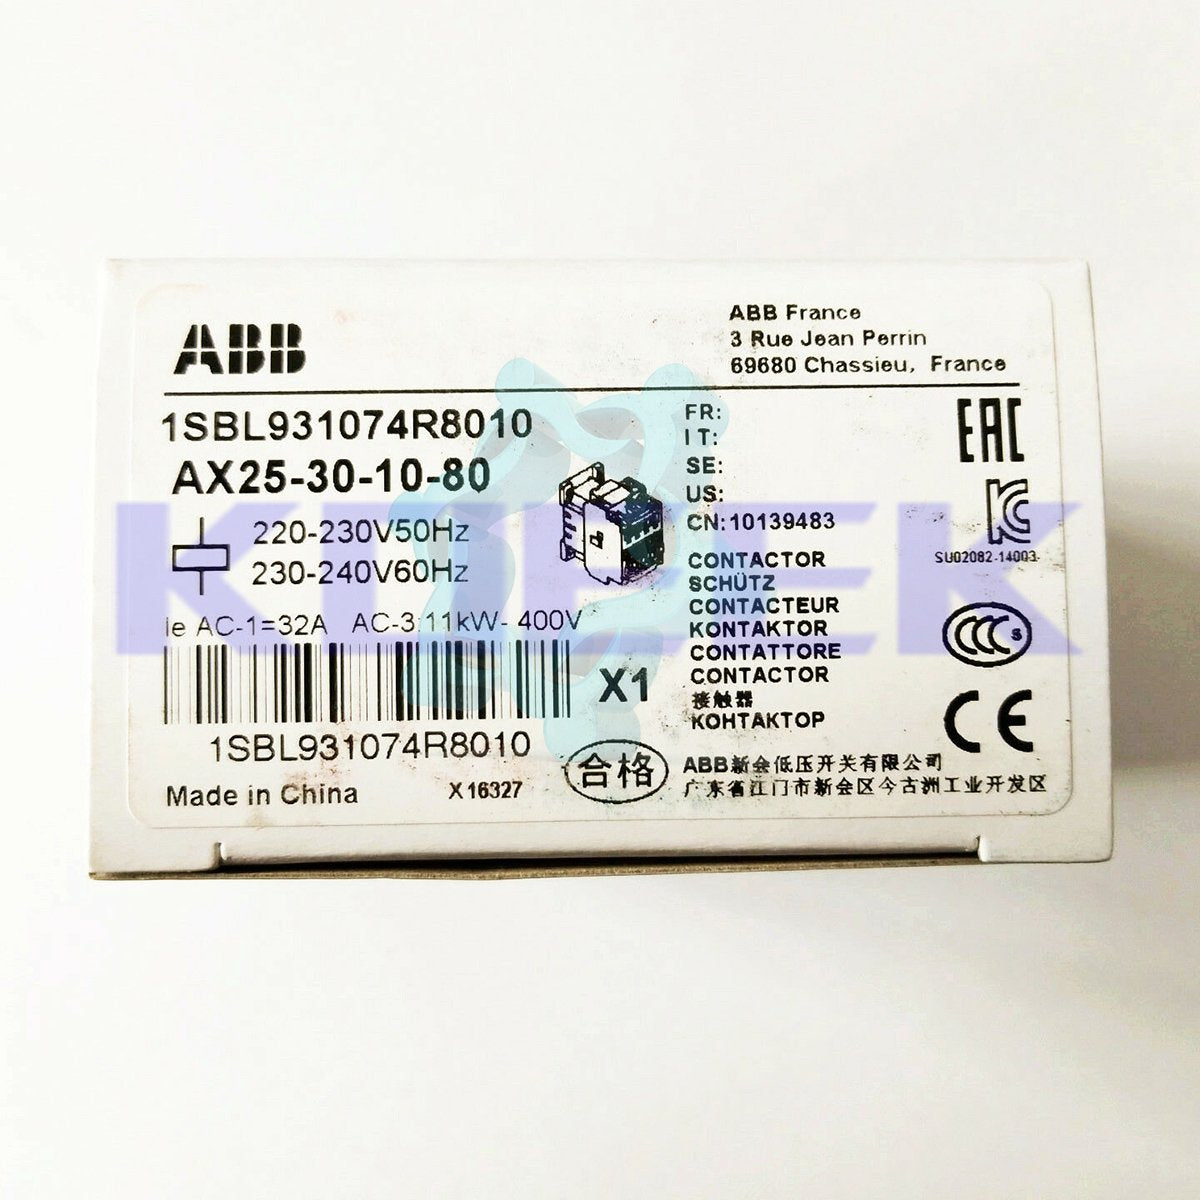 ABB
ABB France
3 Rue Jean Perrin
69680 Chassieu, France
1SBL931074R8010
AX25-30-10-80
220-230V50Hz
230-240V60Hz
Ie AC-1=32A AC-3 11kW- 400V
X1
1SBL931074R8010
Made in China
X16327
FR:
IT:
SE:
US:
CN:10139483
CONTACTOR
SCHÜTZ
CONTACTEUR
KONTAKTOR
CONTATTORE
CONTACTOR
接触器
КОНТАКТОР
EAC
KC
SU02082-14003
CCC S
CE
合格
ABB新会低压开关有限公司
广东省江门市新会区今古洲工业开发区